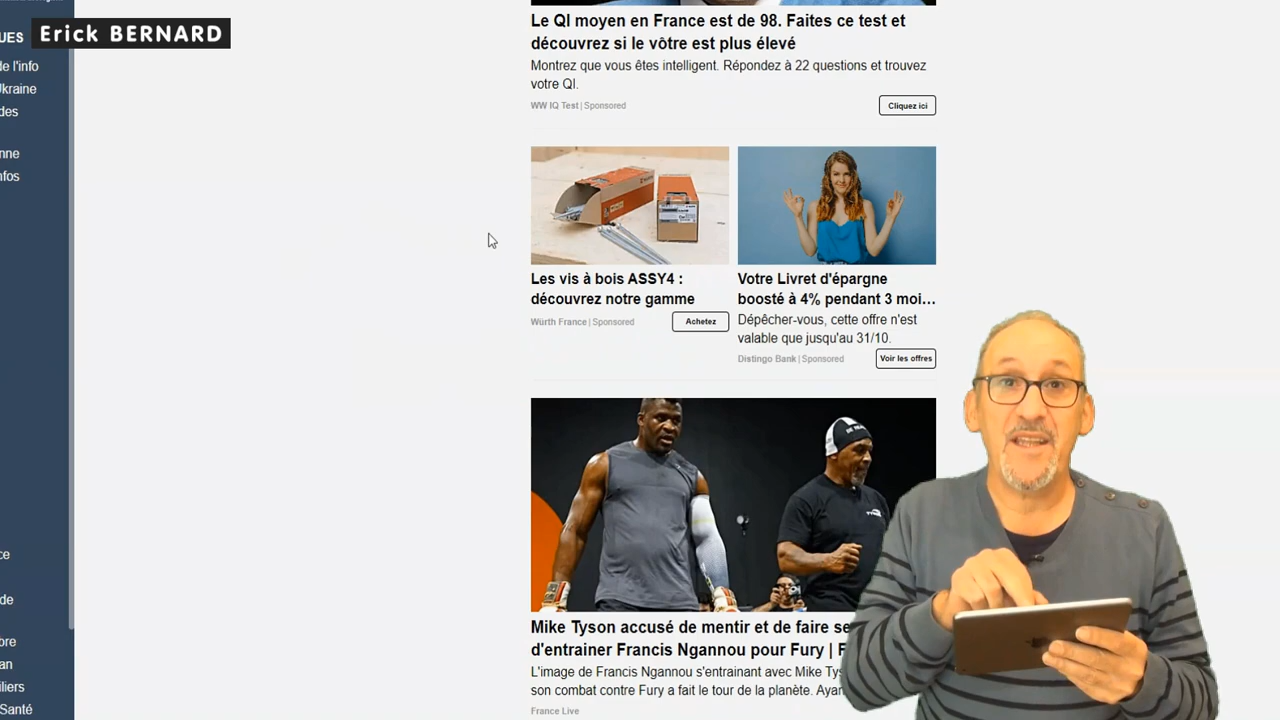 UES
Erick BERNARD
de l'info
Ukraine
des
nne
nfos
ce
de
bre
an
iliers
Santé
Le QI moyen en France est de 98. Faites ce test et
découvrez si le vôtre est plus élevé
Montrez que vous êtes intelligent. Répondez à 22 questions et trouvez
votre QI.
WW IQ Test | Sponsored
Cliquez ici
Les vis à bois ASSY4 :
découvrez notre gamme
Würth France | Sponsored
Achetez
Votre Livret d'épargne
boosté à 4% pendant 3 moi...
Dépêcher-vous, cette offre n'est
valable que jusqu'au 31/10.
Distingo Bank | Sponsored
Voir les offres
Mike Tyson accusé de mentir et de faire se
d'entrainer Francis Ngannou pour Fury | F
L'image de Francis Ngannou s'entrainant avec Mike Tys
son combat contre Fury a fait le tour de la planète. Ayan
France Live